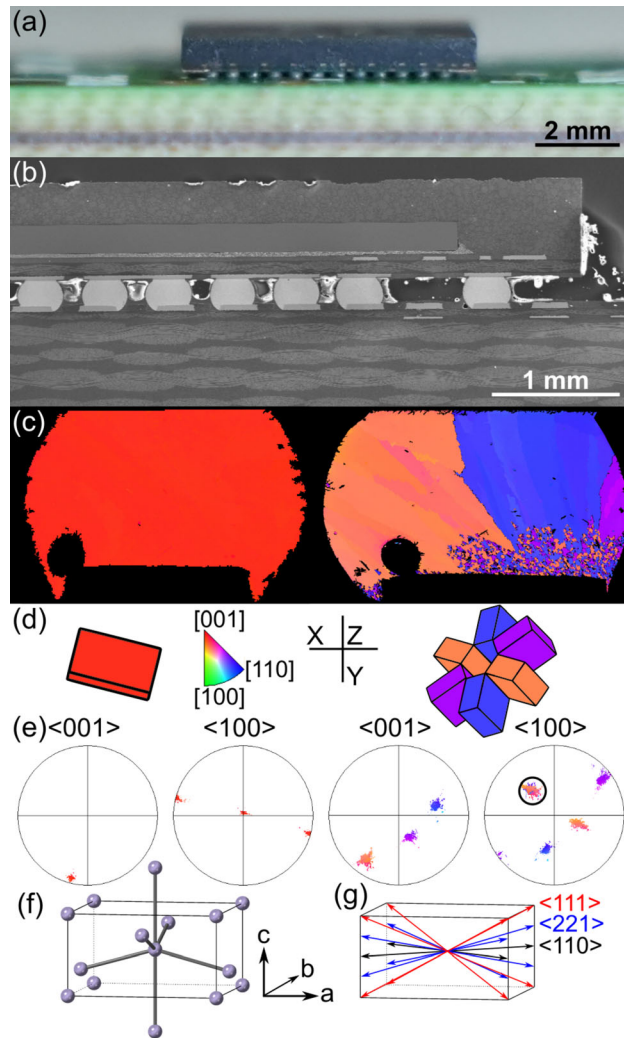 (a)
2 mm
(b)
1 mm
(c)
(d)
[001]
[110]
[100]
X Z
Y
(e)
<001> <100> <001> <100>
(f)
c
b
a
(g)
<111>
<221>
<110>